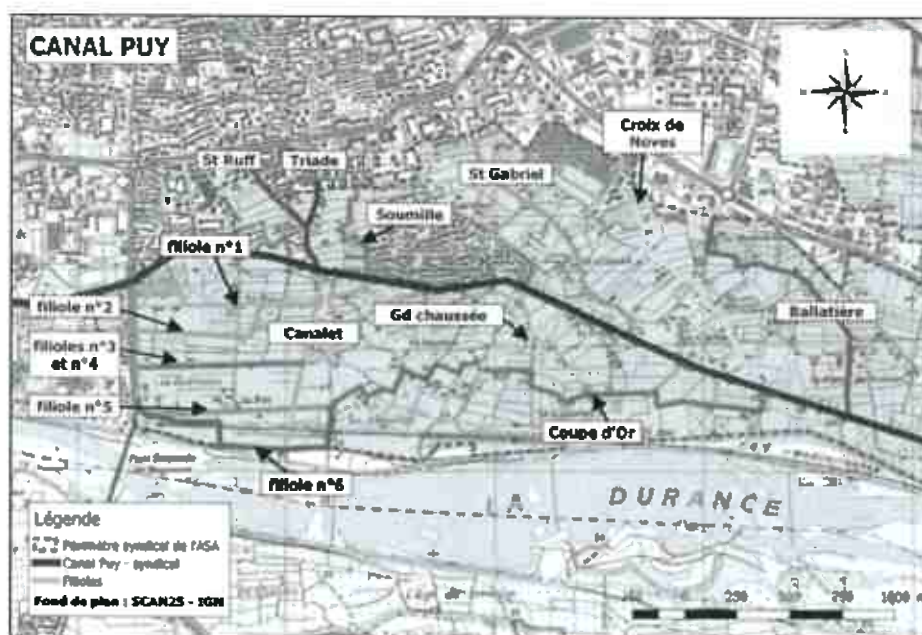 CANAL PUY
Croix de
Noves
St Ruff
Triade
St Gabriel
Soumille
filiole n°1
filiole n°2
Canalet
Gd chaussée
Ballatière
filioles n°3
et n°4
filiole n°5
Coupe d'Or
filiole n°6
LA DURANCE
Légende
Périmètre syndical de l'ASA
Canal Puy - syndical
Filioles
Fond de plan : SCAN25 - IGN